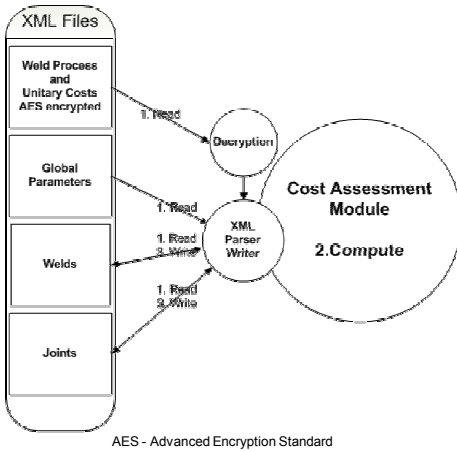 XML Files
Weld Process
and
Unitary Costs
AES encrypted
1. Read
Decryption
Global
Parameters
1. Read
Cost Assessment
Module
2.Compute
XML
Parser
Writer
Welds
1. Read
3. Write
Joints
1. Read
3. Write
AES - Advanced Encryption Standard